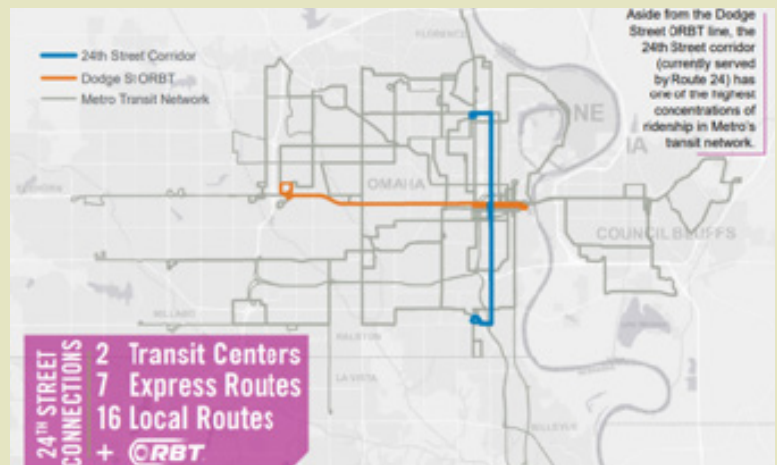 24th Street Corridor
Dodge St ORBT
Metro Transit Network
Aside from the Dodge
Street ORBT line, the
24th Street corridor
(currently served
by Route 24) has
one of the highest
concentrations of
ridership in Metro's
transit network.
FLORENCE
NE
IA
ELKHORN
OMAHA
COUNCIL BLUFFS
MILLARD
RALSTON
LA VISTA
BELLEVUE
24TH STREET
CONNECTIONS
2 Transit Centers
7 Express Routes
16 Local Routes
+ ORBT